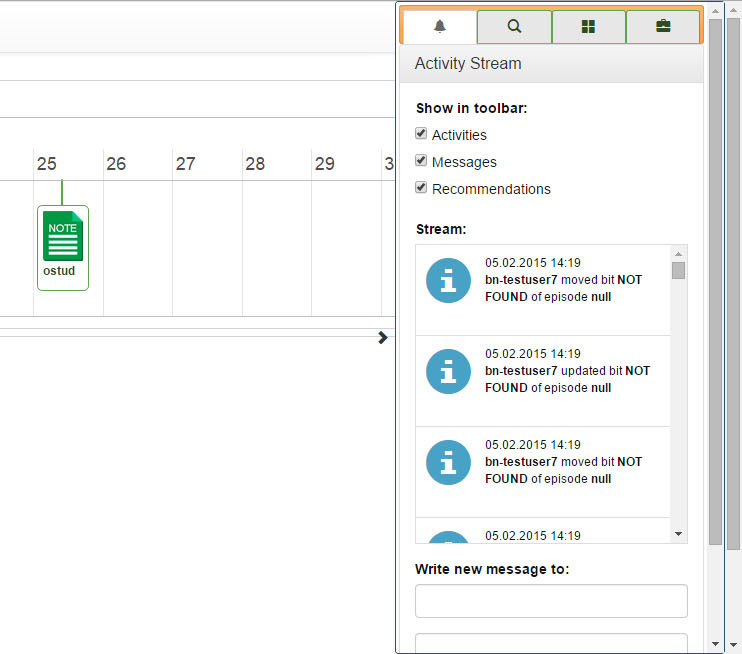 Activity Stream
Show in toolbar:
Activities
Messages
Recommendations
25 26 27 28 29 3
NOTE
ostud
Stream:
05.02.2015 14:19
bn-testuser7 moved bit NOT
FOUND of episode null
05.02.2015 14:19
bn-testuser7 updated bit NOT
FOUND of episode null
05.02.2015 14:19
bn-testuser7 moved bit NOT
FOUND of episode null
05.02.2015 14:19
Write new message to: